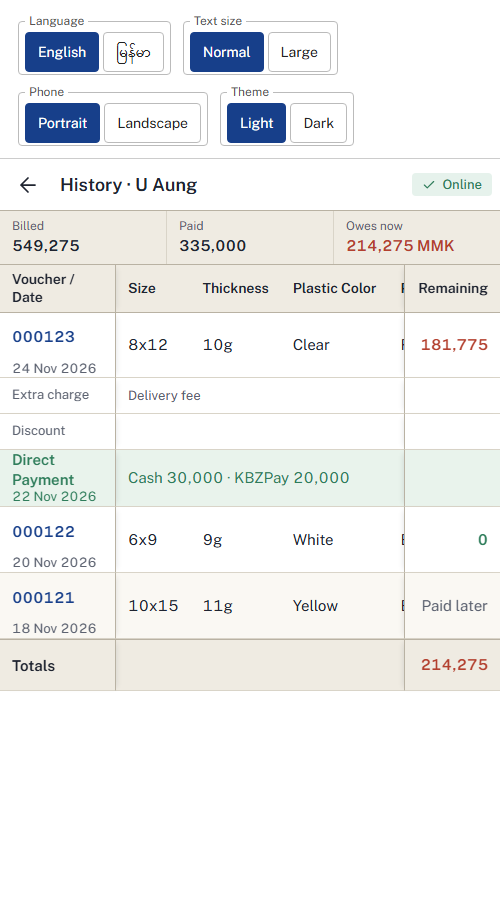 Language
English
မြန်မာ
Text size
Normal
Large
Phone
Portrait
Landscape
Theme
Light
Dark
History · U Aung
Online
Billed
549,275
Paid
335,000
Owes now
214,275 MMK
Voucher /
Date
Size
Thickness
Plastic Color
Remaining
000123
24 Nov 2026
8x12
10g
Clear
181,775
Extra charge
Delivery fee
Discount
Direct
Payment
22 Nov 2026
Cash 30,000 · KBZPay 20,000
000122
20 Nov 2026
6x9
9g
White
0
000121
18 Nov 2026
10x15
11g
Yellow
Paid later
Totals
214,275